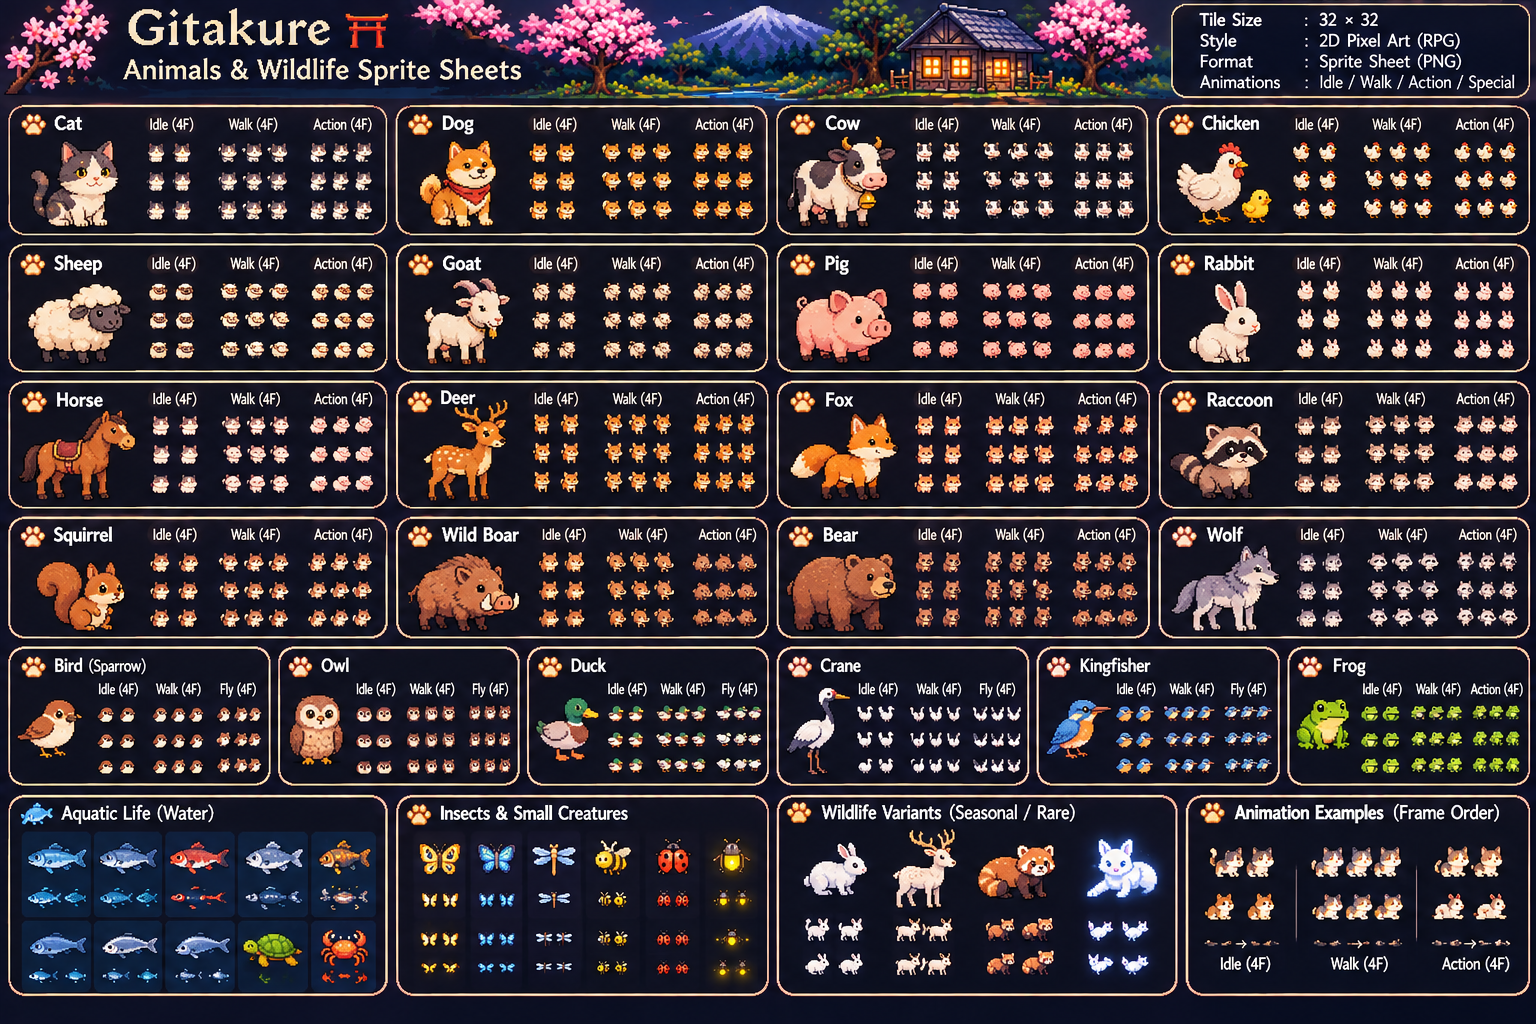 Gitakure
Animals & Wildlife Sprite Sheets
Tile Size : 32 × 32
Style : 2D Pixel Art (RPG)
Format : Sprite Sheet (PNG)
Animations : Idle / Walk / Action / Special
Cat Idle (4F) Walk (4F) Action (4F)
Dog Idle (4F) Walk (4F) Action (4F)
Cow Idle (4F) Walk (4F) Action (4F)
Chicken Idle (4F) Walk (4F) Action (4F)
Sheep Idle (4F) Walk (4F) Action (4F)
Goat Idle (4F) Walk (4F) Action (4F)
Pig Idle (4F) Walk (4F) Action (4F)
Rabbit Idle (4F) Walk (4F) Action (4F)
Horse Idle (4F) Walk (4F) Action (4F)
Deer Idle (4F) Walk (4F) Action (4F)
Fox Idle (4F) Walk (4F) Action (4F)
Raccoon Idle (4F) Walk (4F) Action (4F)
Squirrel Idle (4F) Walk (4F) Action (4F)
Wild Boar Idle (4F) Walk (4F) Action (4F)
Bear Idle (4F) Walk (4F) Action (4F)
Wolf Idle (4F) Walk (4F) Action (4F)
Bird (Sparrow)
Idle (4F) Walk (4F) Fly (4F)
Owl
Idle (4F) Walk (4F) Fly (4F)
Duck
Idle (4F) Walk (4F) Fly (4F)
Crane
Idle (4F) Walk (4F) Fly (4F)
Kingfisher
Idle (4F) Walk (4F) Fly (4F)
Frog
Idle (4F) Walk (4F) Action (4F)
Aquatic Life (Water)
Insects & Small Creatures
Wildlife Variants (Seasonal / Rare)
Animation Examples (Frame Order)
Idle (4F) Walk (4F) Action (4F)